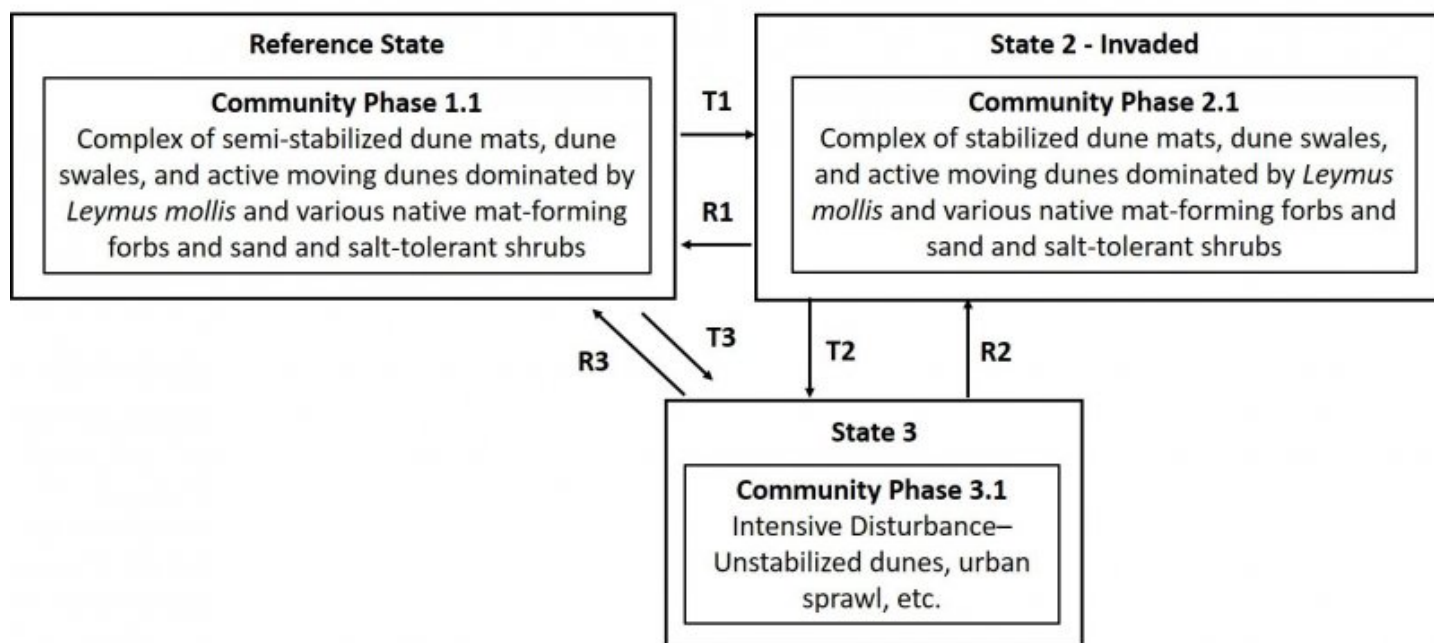 Reference State
Community Phase 1.1
Complex of semi-stabilized dune mats, dune
swales, and active moving dunes dominated by
Leymus mollis and various native mat-forming
forbs and sand and salt-tolerant shrubs
T1
R1
State 2 - Invaded
Community Phase 2.1
Complex of stabilized dune mats, dune swales,
and active moving dunes dominated by Leymus
mollis and various native mat-forming forbs and
sand and salt-tolerant shrubs
R3
T3
T2
R2
State 3
Community Phase 3.1
Intensive Disturbance–
Unstabilized dunes, urban
sprawl, etc.